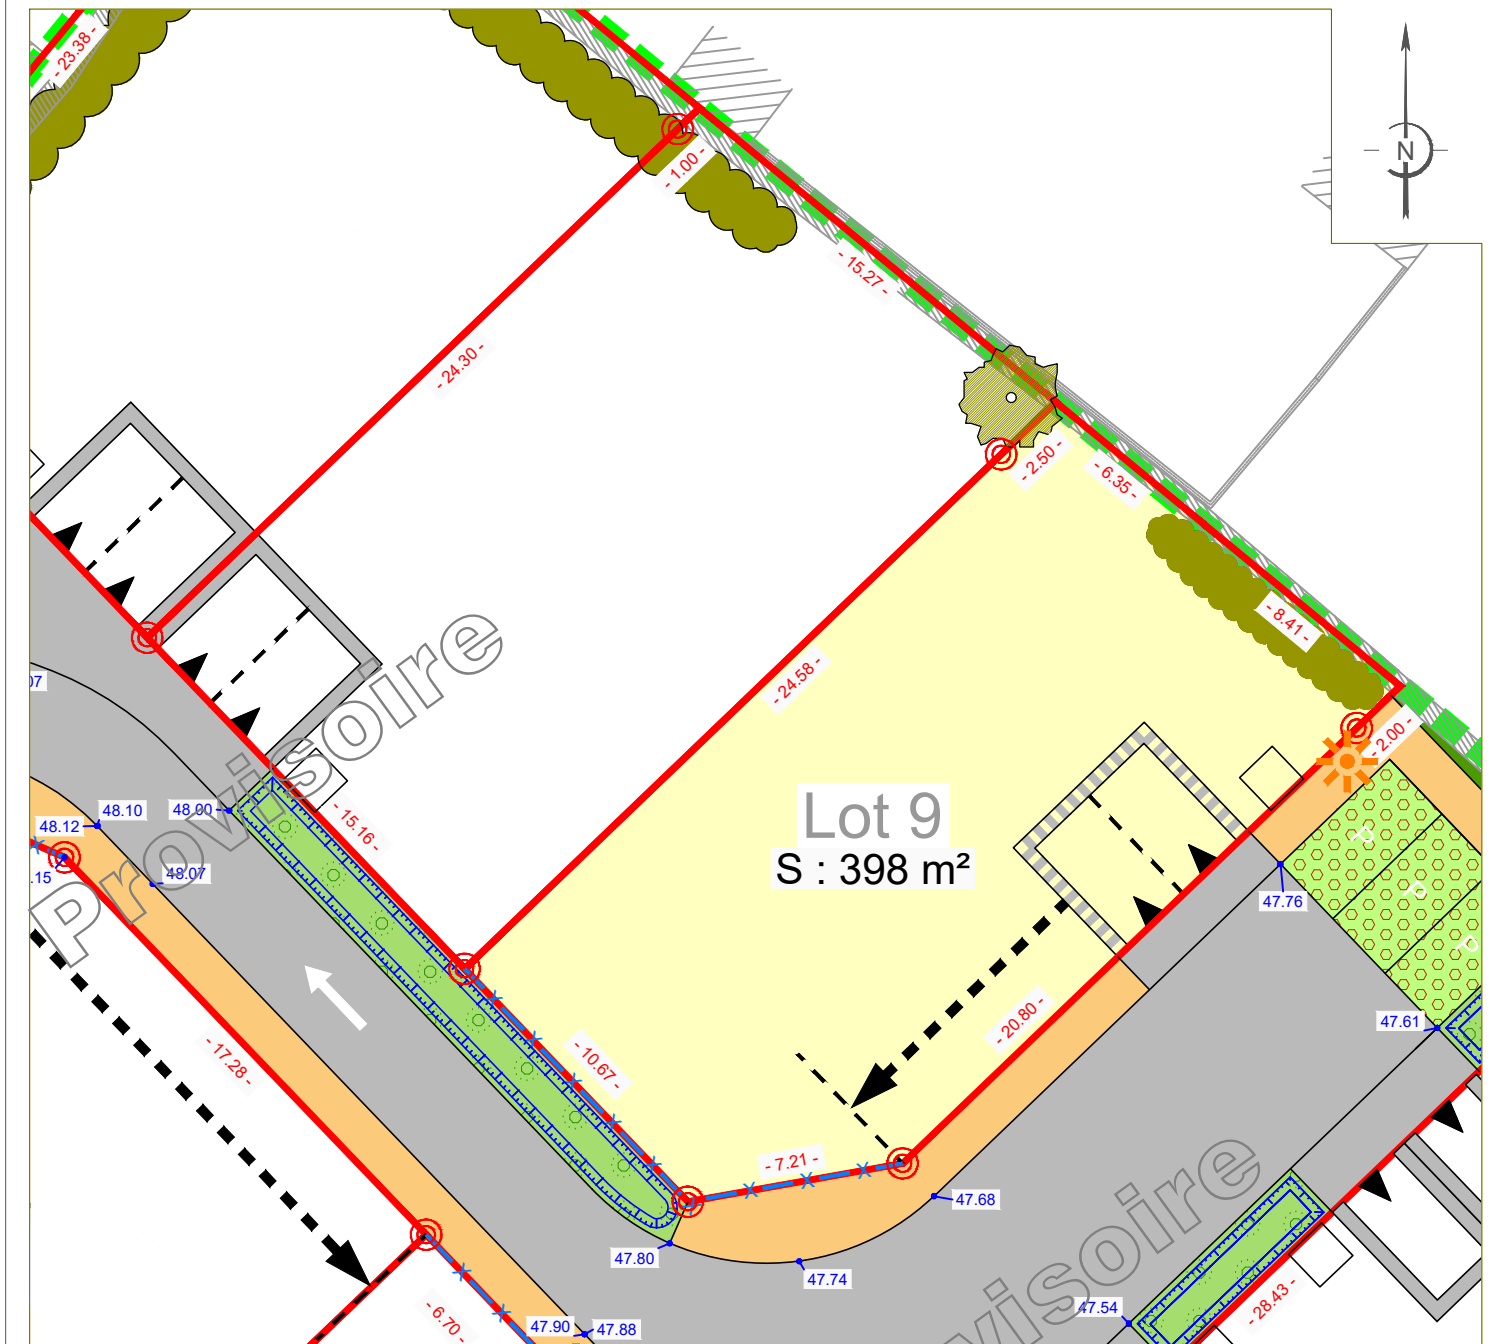 - 23.38 -
N
- 1.00 -
- 15.27 -
- 24.30 -
- 2.50 -
- 6.35 -
- 8.41 -
- 24.58 -
- 2.00 -
Provisoire
07
48.10
48.00
48.12
48.07
.15
- 15.16 -
Lot 9
S : 398 m²
P
P
P
47.76
47.61
- 20.80 -
- 17.28 -
- 10.67 -
- 7.21 -
47.68
47.80
47.74
47.54
- 28.43 -
- 6.70 -
47.90
47.88
visoire